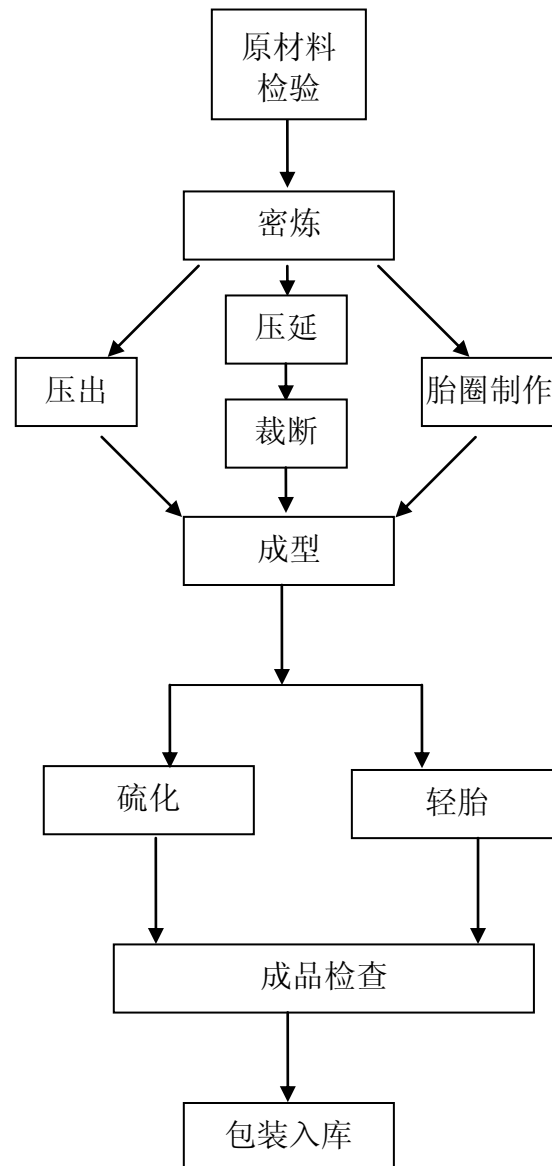 原材料
检验
密炼
压延
压出
胎圈制作
裁断
成型
硫化
轻胎
成品检查
包装入库